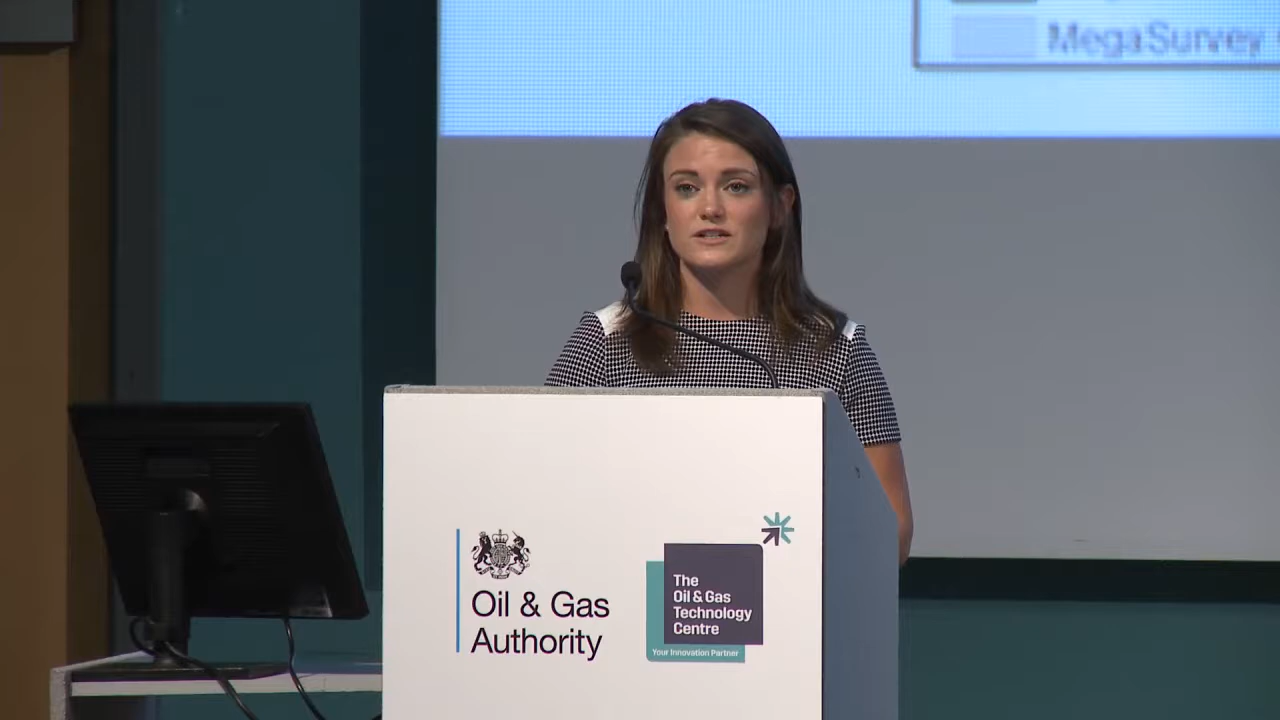 MegaSurvey
Oil & Gas
Authority
The
Oil & Gas
Technology
Centre
Your Innovation Partner